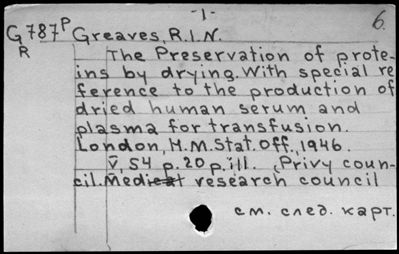 -1-
6.
G787P Greaves, R.I.N.
R
The Preservation of prote-
ins by drying. With special re
ference to the production of
dried human serum and
plasma for transfusion.
London, H.M. Stat. Off., 1946.
v, 54 p. 20 p. ill. (Privy coun-
cil. Medical research council
см. след. карт.